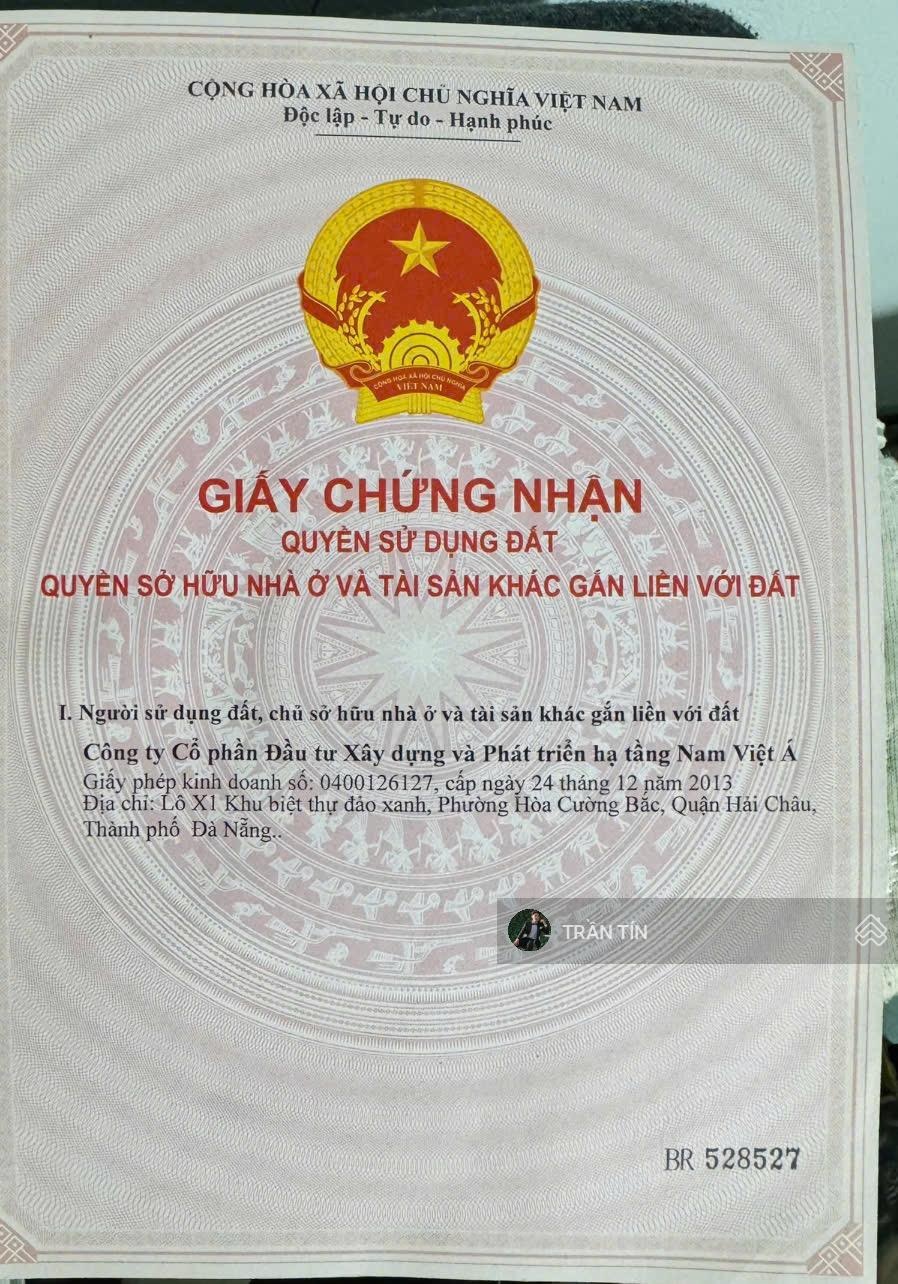 CỘNG HÒA XÃ HỘI CHỦ NGHĨA VIỆT NAM
Độc lập - Tự do - Hạnh phúc
CỘNG HÒA XÃ HỘI CHỦ NGHĨA
VIỆT NAM
GIẤY CHỨNG NHẬN
QUYỀN SỬ DỤNG ĐẤT
QUYỀN SỞ HỮU NHÀ Ở VÀ TÀI SẢN KHÁC GẮN LIỀN VỚI ĐẤT
I. Người sử dụng đất, chủ sở hữu nhà ở và tài sản khác gắn liền với đất
Công ty Cổ phần Đầu tư Xây dựng và Phát triển hạ tầng Nam Việt Á
Giấy phép kinh doanh số: 0400126127, cấp ngày 24 tháng 12 năm 2013
Địa chỉ: Lô X1 Khu biệt thự đảo xanh, Phường Hòa Cường Bắc, Quận Hải Châu,
Thành phố Đà Nẵng..
TRẦN TÍN
BR 528527